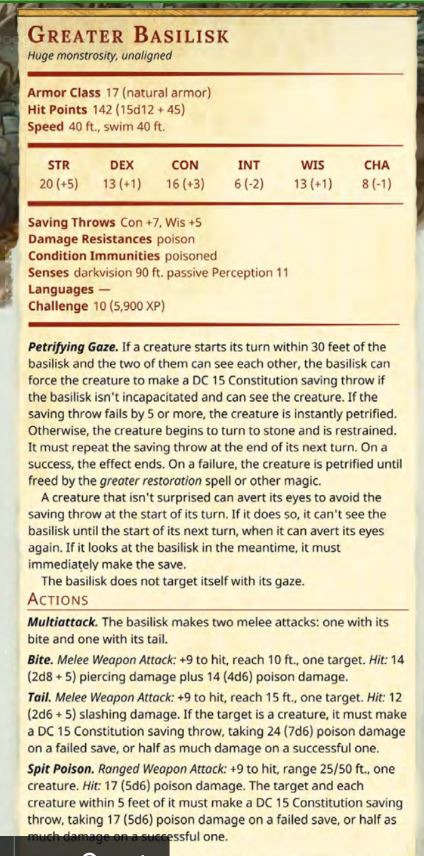 GREATER BASILISK
Huge monstrosity, unaligned
Armor Class 17 (natural armor)
Hit Points 142 (15d12 + 45)
Speed 40 ft., swim 40 ft.
STR DEX CON INT WIS CHA
20 (+5) 13 (+1) 16 (+3) 6 (-2) 13 (+1) 8 (-1)
Saving Throws Con +7, Wis +5
Damage Resistances poison
Condition Immunities poisoned
Senses darkvision 90 ft. passive Perception 11
Languages —
Challenge 10 (5,900 XP)
Petrifying Gaze. If a creature starts its turn within 30 feet of the
basilisk and the two of them can see each other, the basilisk can
force the creature to make a DC 15 Constitution saving throw if
the basilisk isn't incapacitated and can see the creature. If the
saving throw fails by 5 or more, the creature is instantly petrified.
Otherwise, the creature begins to turn to stone and is restrained.
It must repeat the saving throw at the end of its next turn. On a
success, the effect ends. On a failure, the creature is petrified until
freed by the greater restoration spell or other magic.
A creature that isn't surprised can avert its eyes to avoid the
saving throw at the start of its turn. If it does so, it can't see the
basilisk until the start of its next turn, when it can avert its eyes
again. If it looks at the basilisk in the meantime, it must
immediately make the save.
The basilisk does not target itself with its gaze.
ACTIONS
Multiattack. The basilisk makes two melee attacks: one with its
bite and one with its tail.
Bite. Melee Weapon Attack: +9 to hit, reach 10 ft., one target. Hit: 14
(2d8 + 5) piercing damage plus 14 (4d6) poison damage.
Tail. Melee Weapon Attack: +9 to hit, reach 15 ft., one target. Hit: 12
(2d6 + 5) slashing damage. If the target is a creature, it must make
a DC 15 Constitution saving throw, taking 24 (7d6) poison damage
on a failed save, or half as much damage on a successful one.
Spit Poison. Ranged Weapon Attack: +9 to hit, range 25/50 ft., one
creature. Hit: 17 (5d6) poison damage. The target and each
creature within 5 feet of it must make a DC 15 Constitution saving
throw, taking 17 (5d6) poison damage on a failed save, or half as
much damage on a successful one.